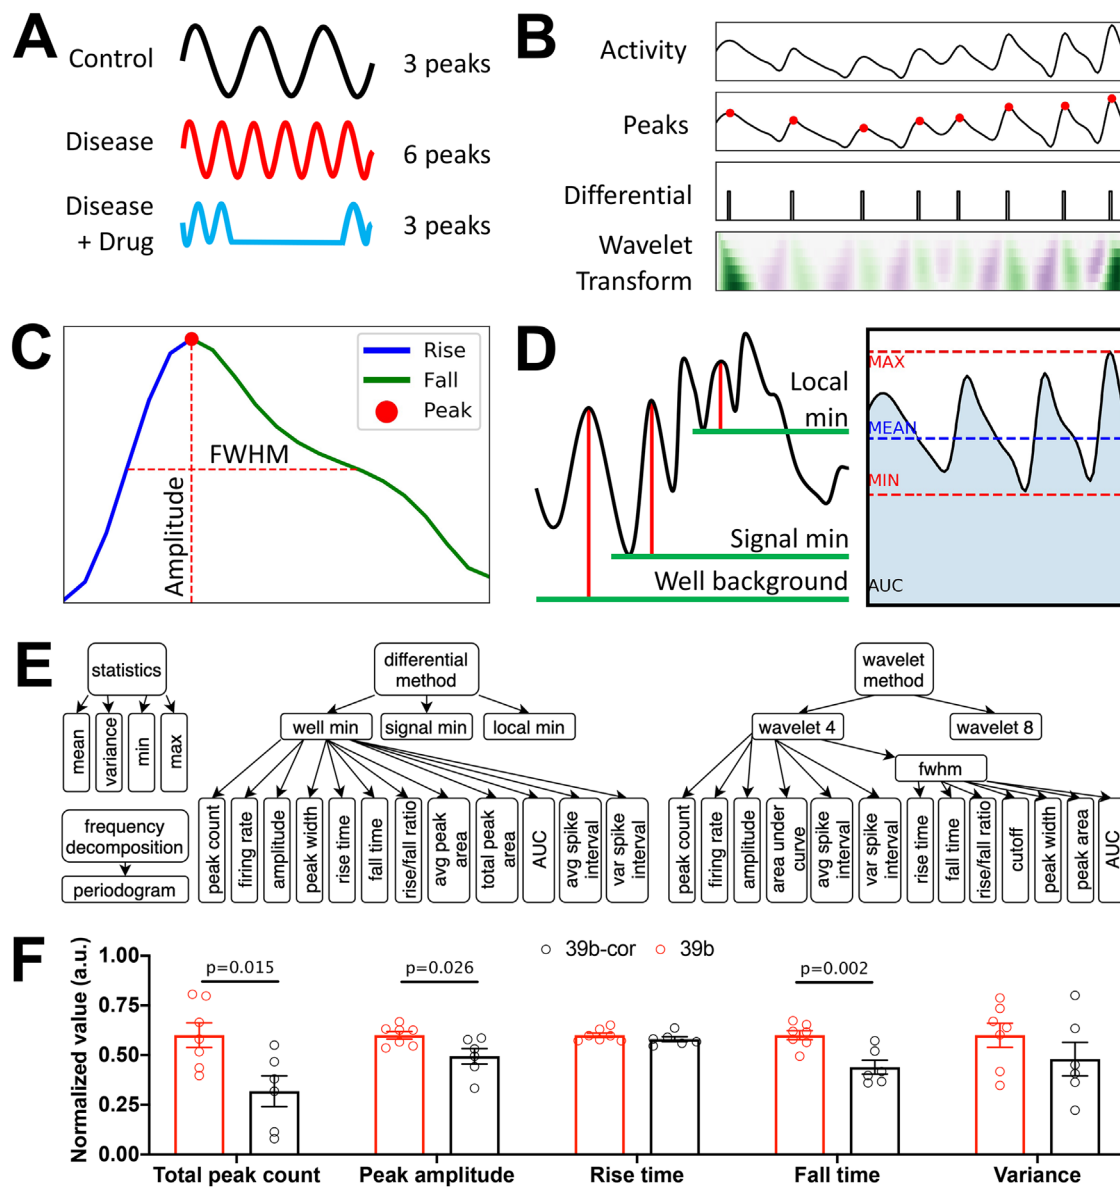 A
Control
3 peaks
Disease
6 peaks
Disease
+ Drug
3 peaks
B
Activity
Peaks
Differential
Wavelet
Transform
C
Rise
Fall
Peak
FWHM
Amplitude
D
Local
min
Signal min
Well background
MAX
MEAN
MIN
AUC
E
statistics
mean
variance
min
max
frequency
decomposition
periodogram
differential
method
well min
signal min
local min
peak count
firing rate
amplitude
peak width
rise time
fall time
rise/fall ratio
avg peak
area
total peak
area
AUC
avg spike
interval
var spike
interval
wavelet
method
wavelet 4
wavelet 8
fwhm
peak count
firing rate
amplitude
area under
curve
avg spike
interval
var spike
interval
rise time
fall time
rise/fall ratio
cutoff
peak width
peak area
AUC
F
Normalized value (a.u.)
1.00
0.75
0.50
0.25
0.00
39b-cor
39b
p=0.015
p=0.026
p=0.002
Total peak count
Peak amplitude
Rise time
Fall time
Variance